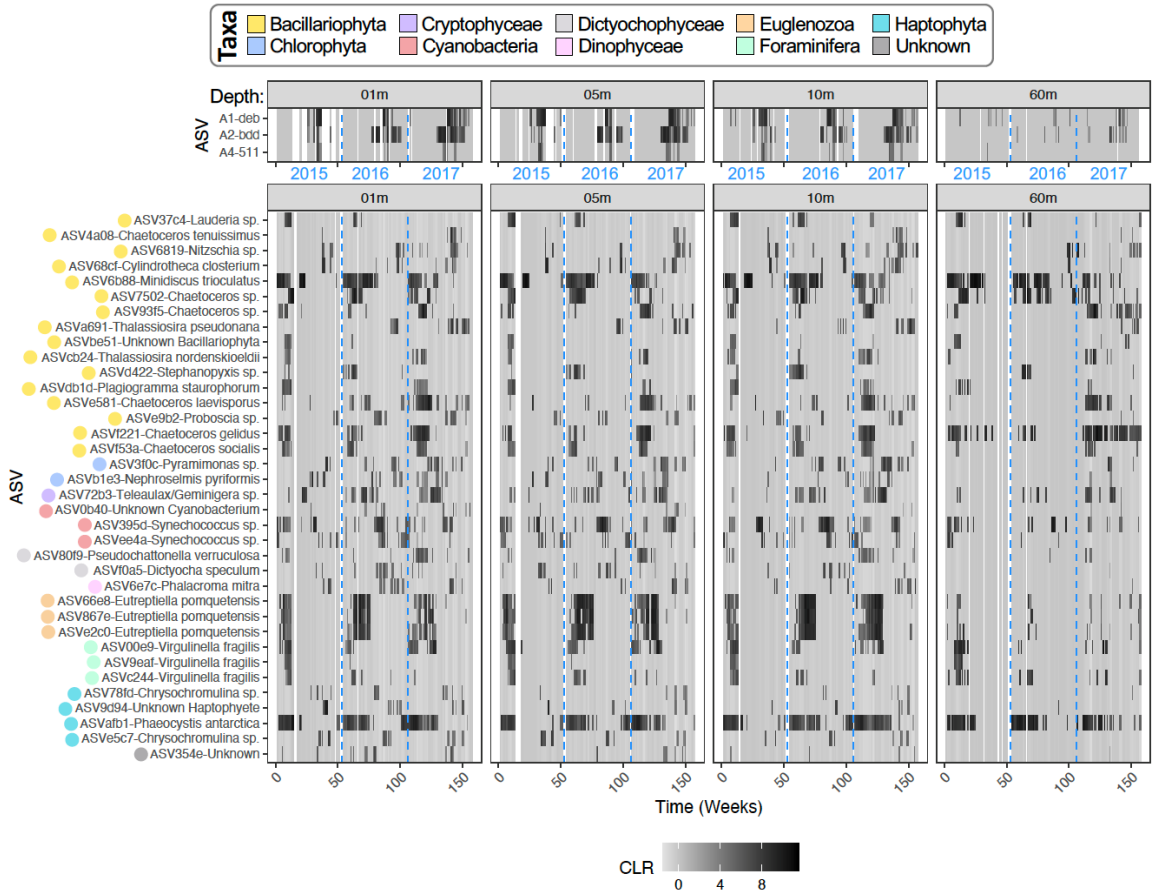 Taxa
Bacillariophyta Cryptophyceae Dictyochophyceae Euglenozoa Haptophyta
Chlorophyta Cyanobacteria Dinophyceae Foraminifera Unknown
Depth: 01m 05m 10m 60m
ASV
A1-deb
A2-bdd
A4-511
2015 2016 2017 2015 2016 2017 2015 2016 2017 2015 2016 2017
01m 05m 10m 60m
ASV
ASV37c4-Lauderia sp.
ASV4a08-Chaetoceros tenuissimus
ASV6819-Nitzschia sp.
ASV68cf-Cylindrotheca closterium
ASV6b88-Minidiscus trioculatus
ASV7502-Chaetoceros sp.
ASV93f5-Chaetoceros sp.
ASVa691-Thalassiosira pseudonana
ASVbe51-Unknown Bacillariophyta
ASVcb24-Thalassiosira nordenskioeldii
ASVd422-Stephanopyxis sp.
ASVdb1d-Plagiogramma staurophorum
ASVe581-Chaetoceros laevisporus
ASVe9b2-Proboscia sp.
ASVf221-Chaetoceros gelidus
ASVf53a-Chaetoceros socialis
ASV3f0c-Pyramimonas sp.
ASVb1e3-Nephroselmis pyriformis
ASV72b3-Teleaulax/Geminigera sp.
ASV0b40-Unknown Cyanobacterium
ASV395d-Synechococcus sp.
ASVee4a-Synechococcus sp.
ASV80f9-Pseudochattonella verruculosa
ASVf0a5-Dictyocha speculum
ASV6e7c-Phalacroma mitra
ASV66e8-Eutreptiella pomquetensis
ASV867e-Eutreptiella pomquetensis
ASVe2c0-Eutreptiella pomquetensis
ASV00e9-Virgulinella fragilis
ASV9eaf-Virgulinella fragilis
ASVc244-Virgulinella fragilis
ASV78fd-Chrysochromulina sp.
ASV9d94-Unknown Haptophyte
ASVafb1-Phaeocystis antarctica
ASVe5c7-Chrysochromulina sp.
ASV354e-Unknown
0 50 100 150 0 50 100 150 0 50 100 150 0 50 100 150
Time (Weeks)
CLR
0 4 8